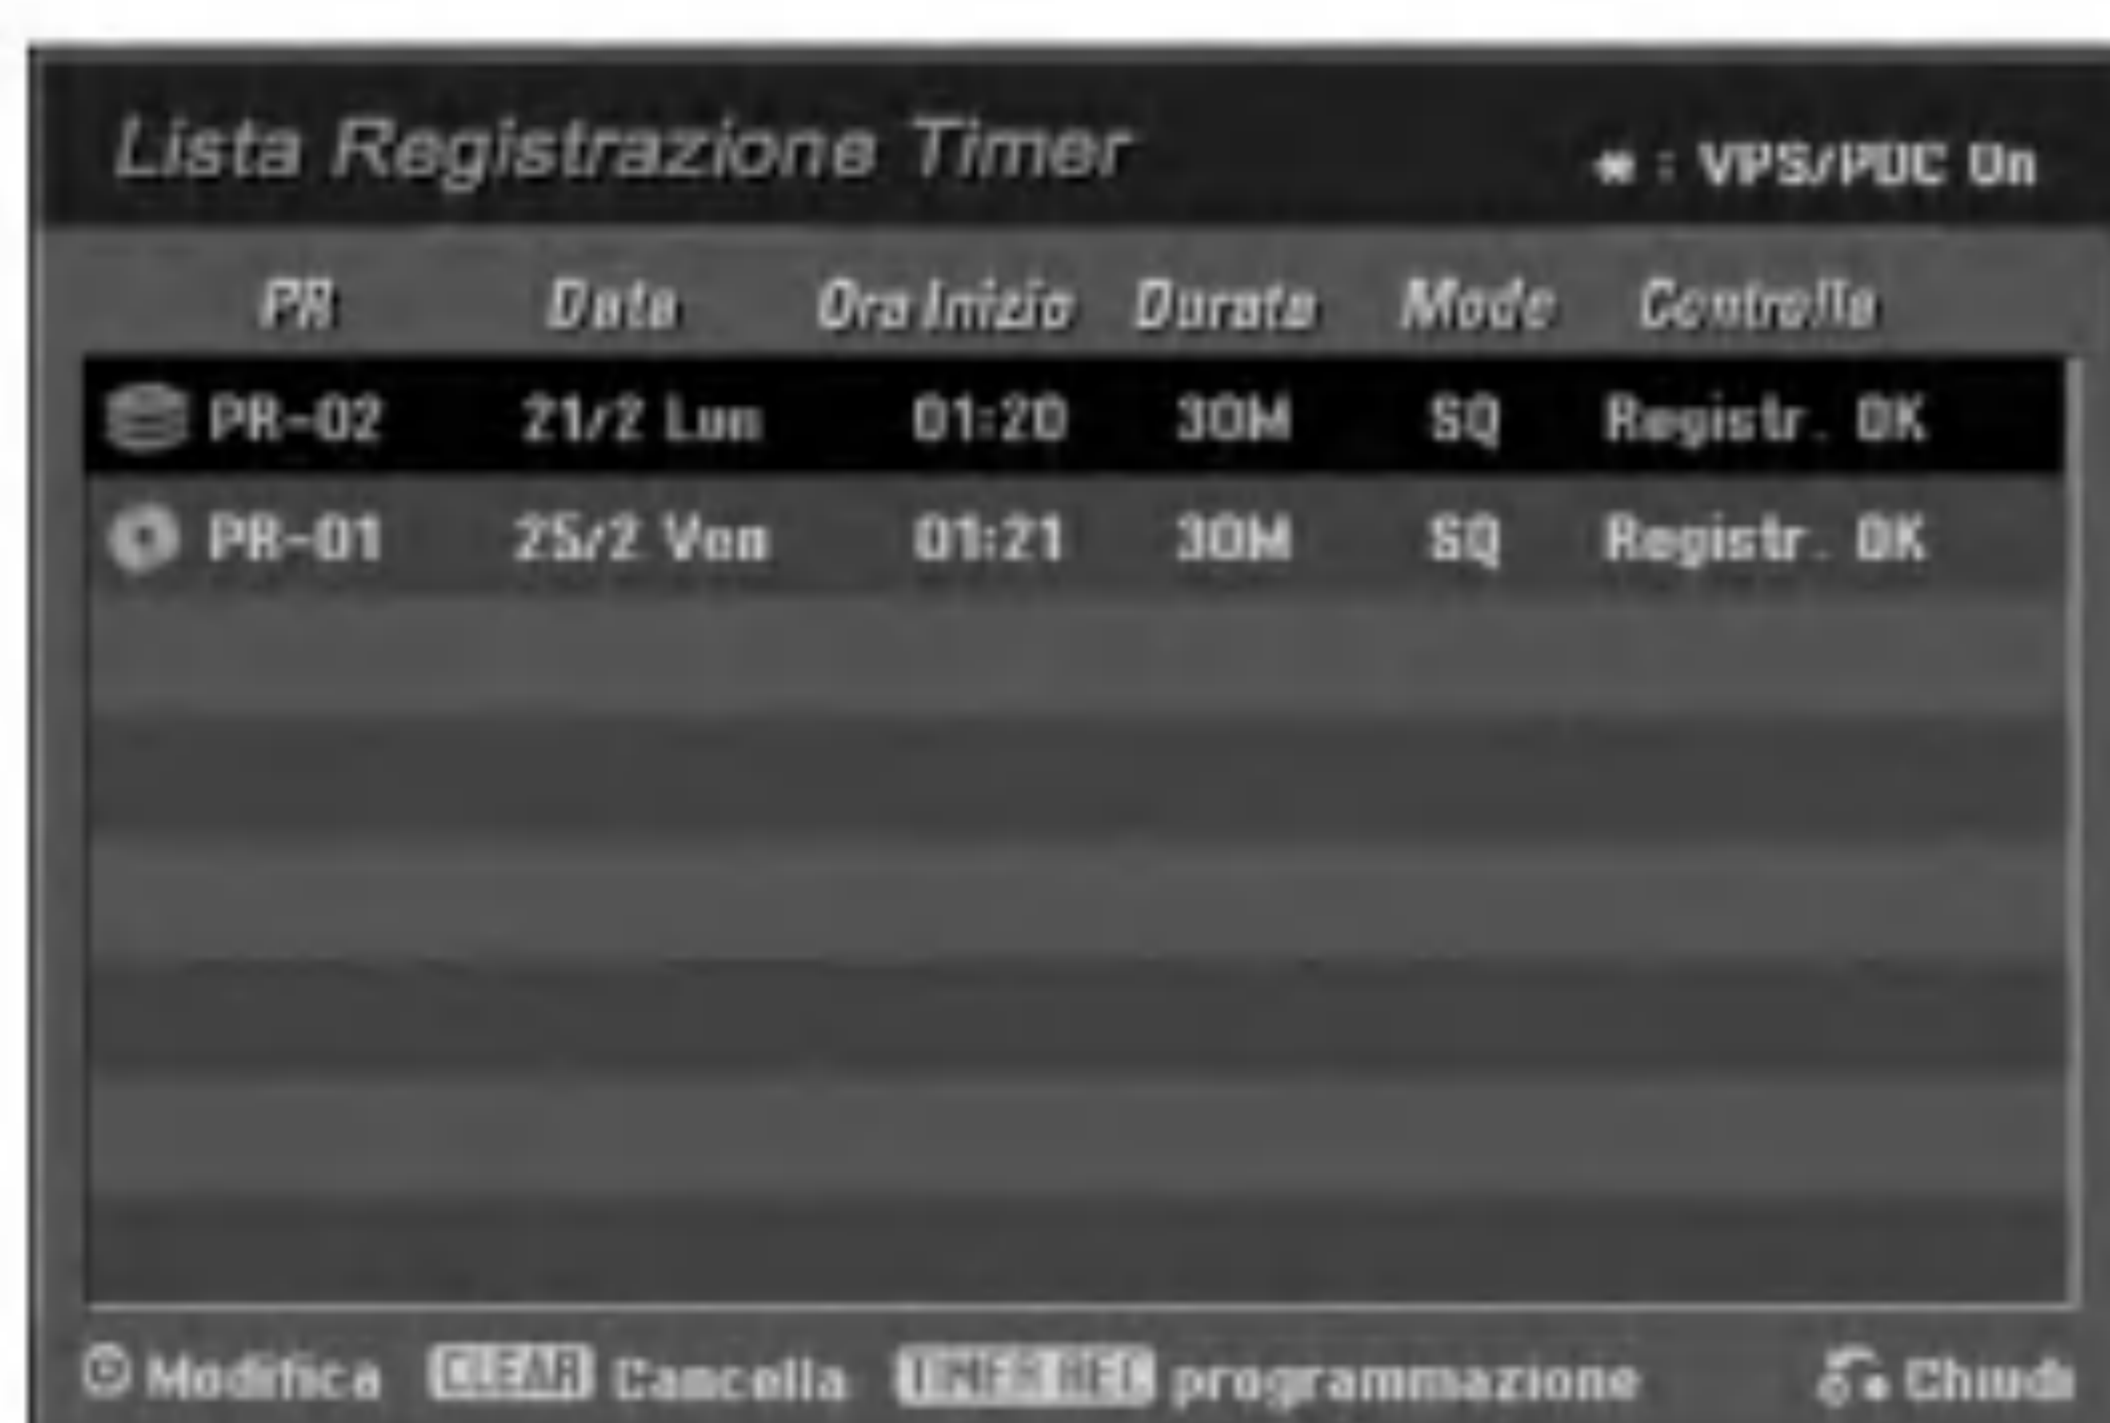 Lista Registrazione Timer
* : VPS/PDC On
PR Data Ora Inizio Durata Mode Controlla
PR-02 21/2 Lun 01:20 30M SQ Registr. OK
PR-01 25/2 Ven 01:21 30M SQ Registr. OK
Modifica CLEAR Cancella TIMER REC programmazione Chiudi